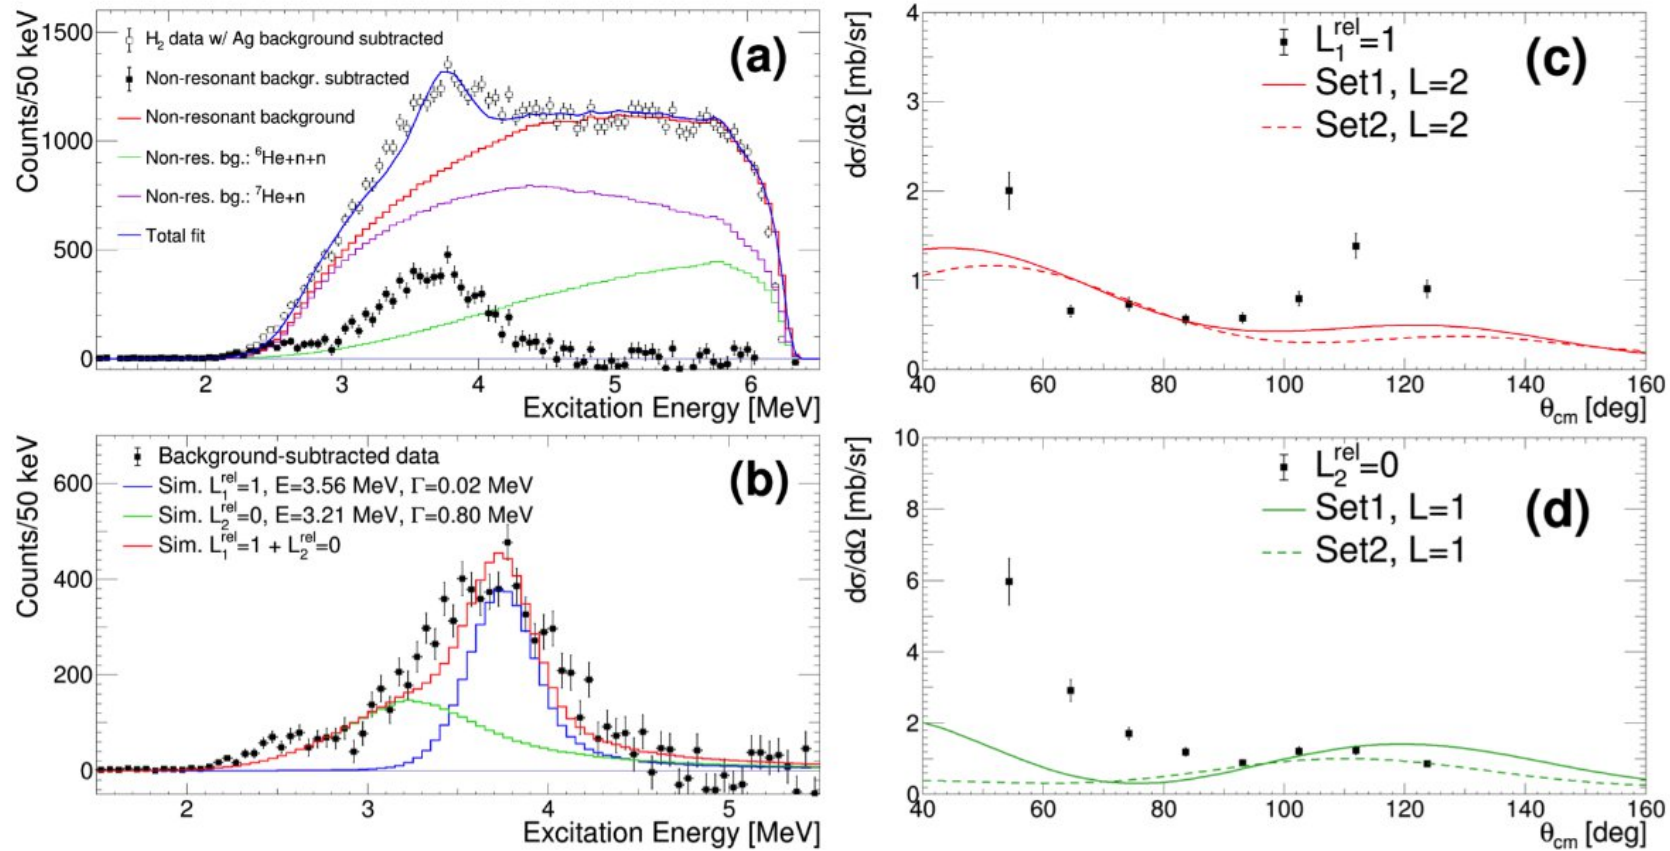 (a)
H₂ data w/ Ag background subtracted
Non-resonant backgr. subtracted
Non-resonant background
Non-res. bg.: ⁶He+n+n
Non-res. bg.: ⁷He+n
Total fit
Counts/50 keV
1500
1000
500
0
2 3 4 5 6
Excitation Energy [MeV]
(c)
L₁ʳᵉˡ=1
Set1, L=2
Set2, L=2
dσ/dΩ [mb/sr]
4
3
2
1
0
40 60 80 100 120 140 160
θcm [deg]
(b)
Background-subtracted data
Sim. L₁ʳᵉˡ=1, E=3.56 MeV, Γ=0.02 MeV
Sim. L₂ʳᵉˡ=0, E=3.21 MeV, Γ=0.80 MeV
Sim. L₁ʳᵉˡ=1 + L₂ʳᵉˡ=0
Counts/50 keV
600
400
200
0
2 3 4 5
Excitation Energy [MeV]
(d)
L₂ʳᵉˡ=0
Set1, L=1
Set2, L=1
dσ/dΩ [mb/sr]
10
8
6
4
2
0
40 60 80 100 120 140 160
θcm [deg]